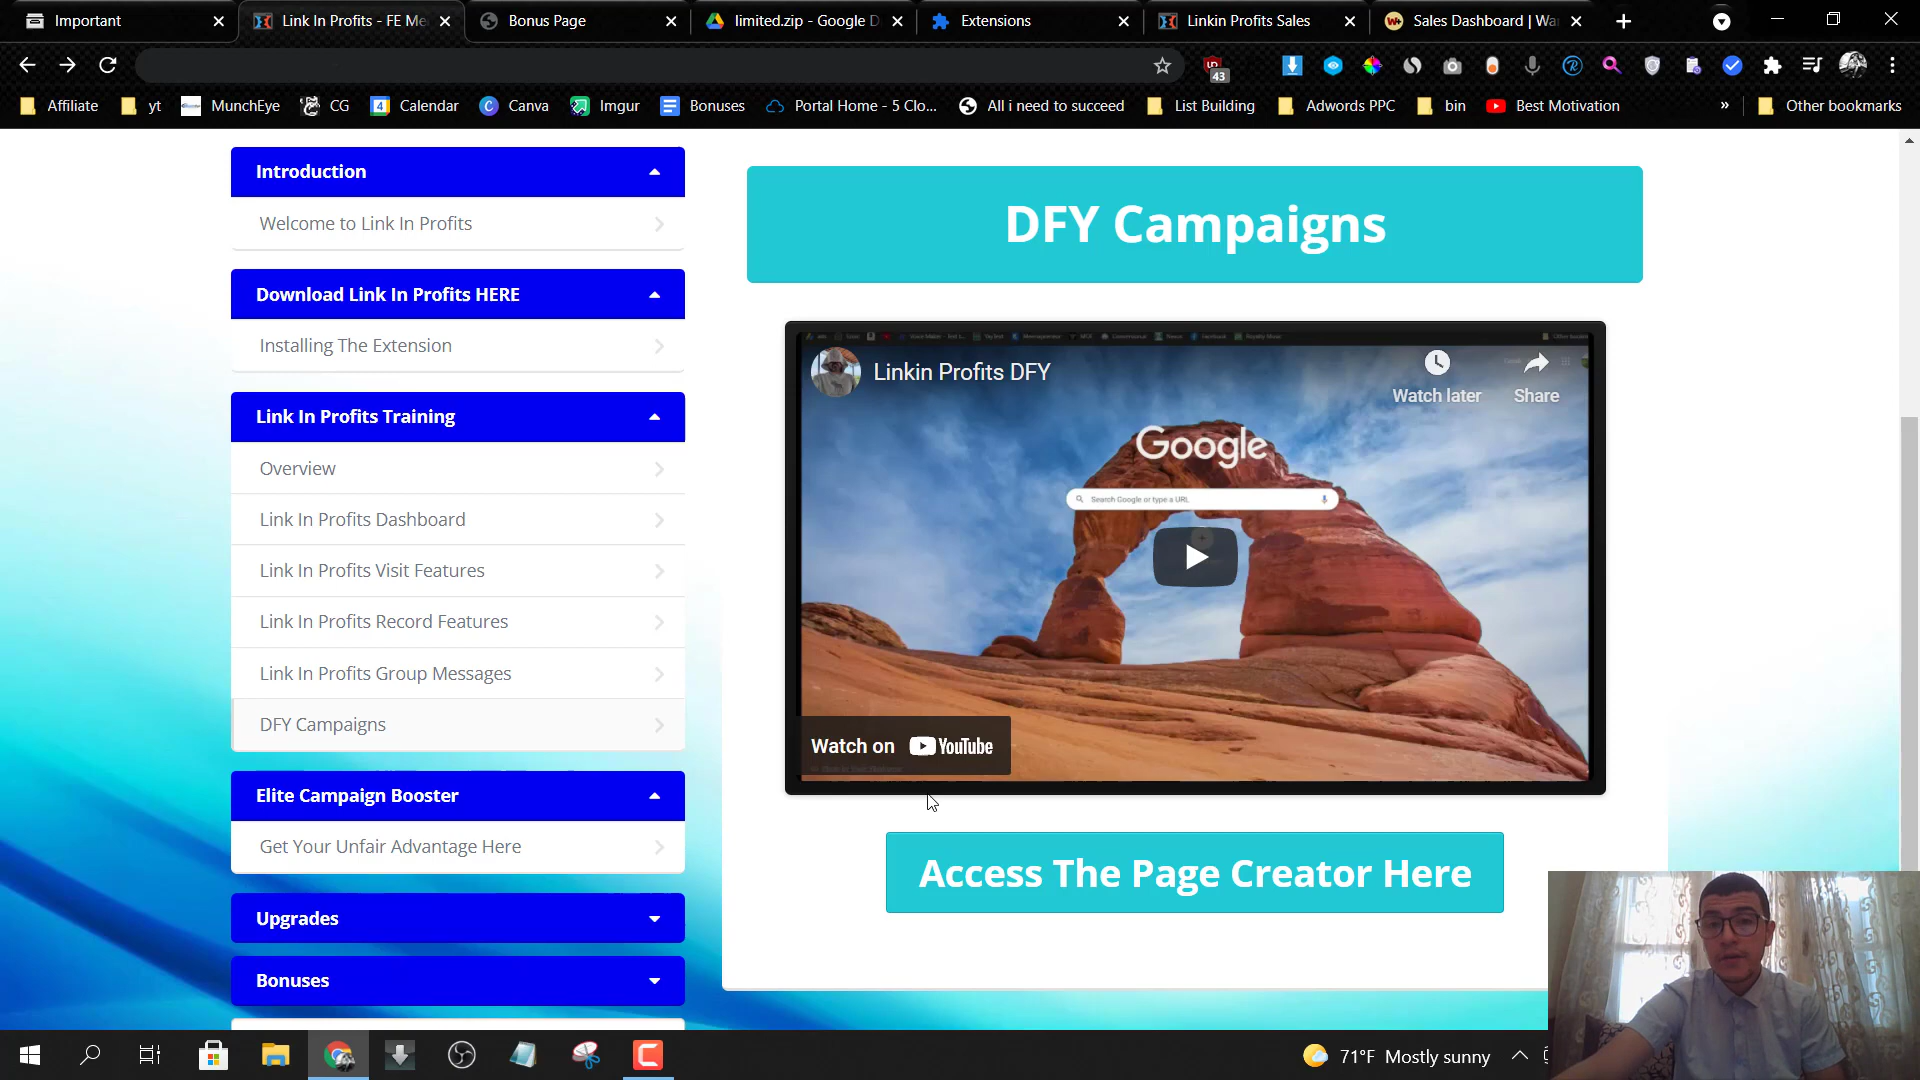 Important
Link In Profits - FE Me
Bonus Page
limited.zip - Google D
Extensions
Linkin Profits Sales
Sales Dashboard | Wa
43
Affiliate
yt
MunchEye
CG
Calendar
Canva
Imgur
Bonuses
Portal Home - 5 Clo...
All i need to succeed
List Building
Adwords PPC
bin
Best Motivation
»
Other bookmarks
Introduction
Welcome to Link In Profits
Download Link In Profits HERE
Installing The Extension
Link In Profits Training
Overview
Link In Profits Dashboard
Link In Profits Visit Features
Link In Profits Record Features
Link In Profits Group Messages
DFY Campaigns
Elite Campaign Booster
Get Your Unfair Advantage Here
Upgrades
Bonuses
DFY Campaigns
Linkin Profits DFY
Watch later
Share
Google
Search Google or type a URL
Watch on YouTube
Access The Page Creator Here
71°F Mostly sunny